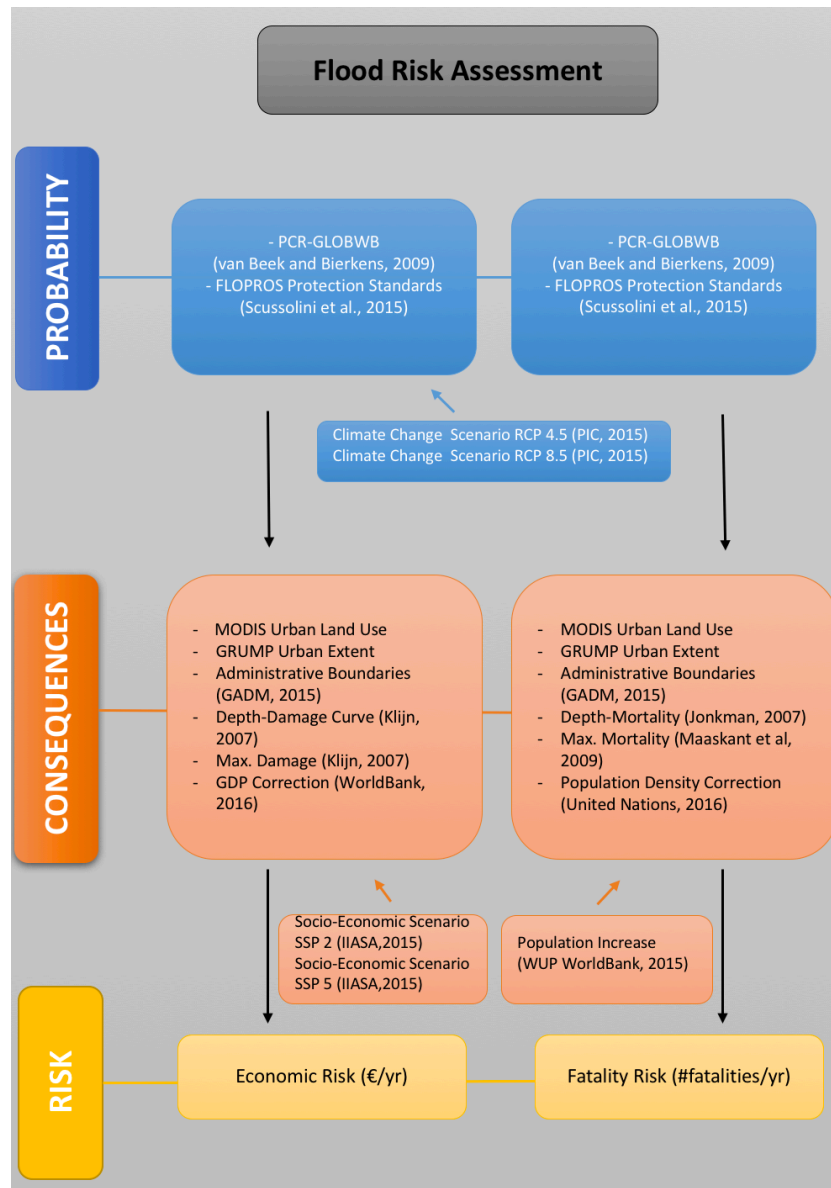 Flood Risk Assessment
PROBABILITY
- PCR-GLOBWB
(van Beek and Bierkens, 2009)
- FLOPROS Protection Standards
(Scussolini et al., 2015)
- PCR-GLOBWB
(van Beek and Bierkens, 2009)
- FLOPROS Protection Standards
(Scussolini et al., 2015)
Climate Change  Scenario RCP 4.5 (PIC, 2015)
Climate Change  Scenario RCP 8.5 (PIC, 2015)
CONSEQUENCES
- MODIS Urban Land Use
- GRUMP Urban Extent
- Administrative Boundaries
(GADM, 2015)
- Depth-Damage Curve (Klijn,
2007)
- Max. Damage (Klijn, 2007)
- GDP Correction (WorldBank,
2016)
- MODIS Urban Land Use
- GRUMP Urban Extent
- Administrative Boundaries
(GADM, 2015)
- Depth-Mortality (Jonkman, 2007)
- Max. Mortality (Maaskant et al,
2009)
- Population Density Correction
(United Nations, 2016)
Socio-Economic Scenario
SSP 2 (IIASA,2015)
Socio-Economic Scenario
SSP 5 (IIASA,2015)
Population Increase
(WUP WorldBank, 2015)
RISK
Economic Risk (€/yr)
Fatality Risk (#fatalities/yr)